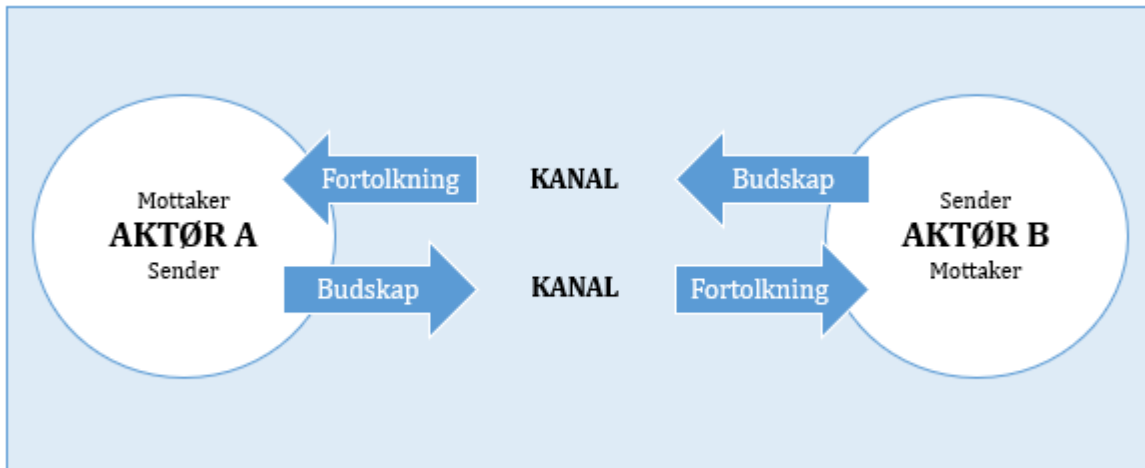 Fortolkning
KANAL
Budskap
Mottaker
AKTØR A
Sender
Sender
AKTØR B
Mottaker
Budskap
KANAL
Fortolkning